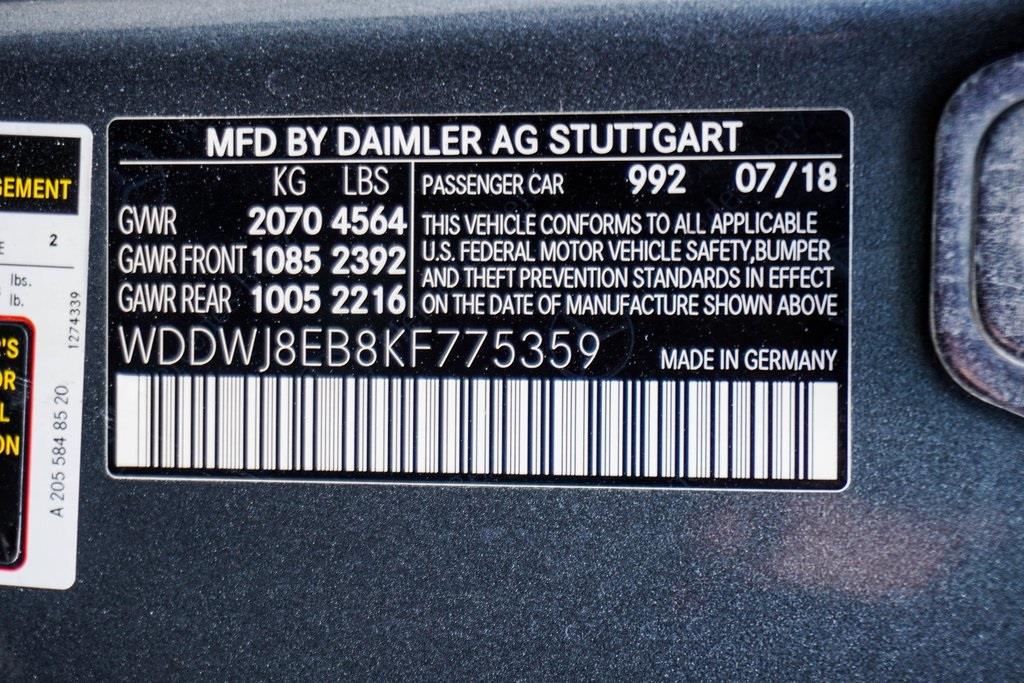 MFD BY DAIMLER AG STUTTGART
KG LBS
GVWR 2070 4564
GAWR FRONT 1085 2392
GAWR REAR 1005 2216
PASSENGER CAR 992 07/18
THIS VEHICLE CONFORMS TO ALL APPLICABLE
U.S. FEDERAL MOTOR VEHICLE SAFETY,BUMPER
AND THEFT PREVENTION STANDARDS IN EFFECT
ON THE DATE OF MANUFACTURE SHOWN ABOVE
WDDWJ8EB8KF775359
MADE IN GERMANY
GEMENT
2
lbs.
lb.
1274339
'S
OR
L
ON
A 205 584 85 20